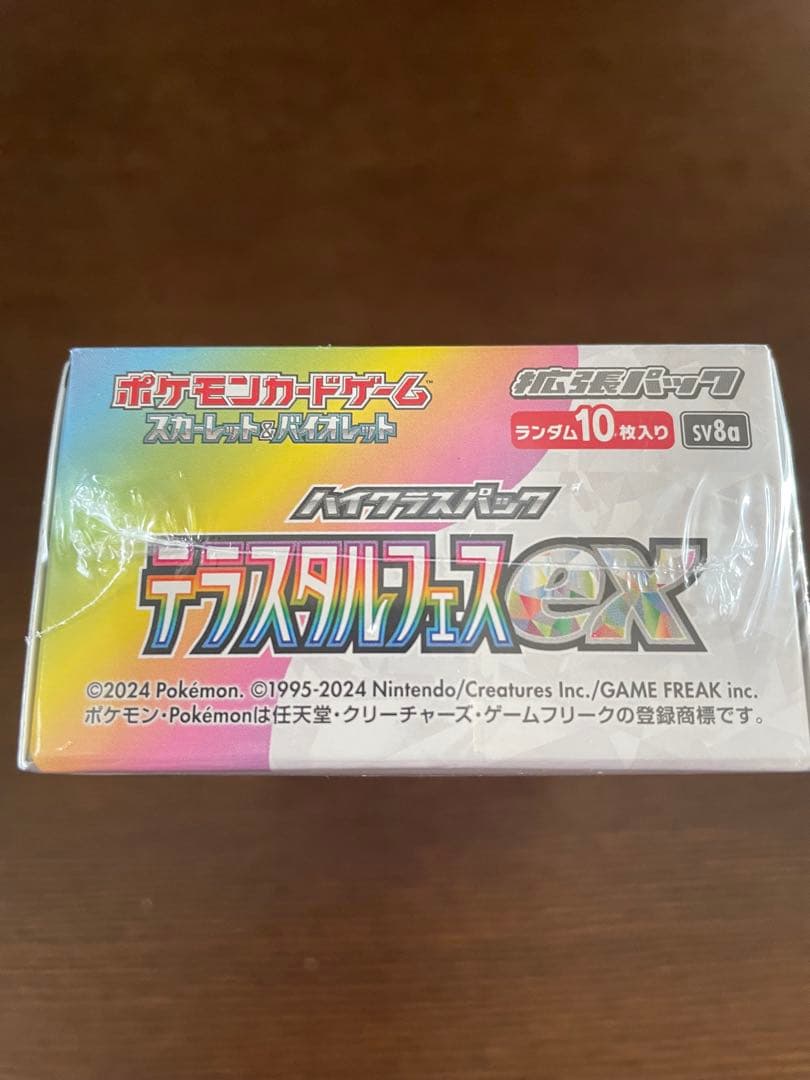 ポケモンカードゲーム™
スカーレット&バイオレット
拡張パック
ランダム10枚入り SV8a
ハイクラスパック
テラスタル・フェスex
©2024 Pokémon. ©1995-2024 Nintendo/Creatures Inc./GAME FREAK inc.
ポケモン・Pokémonは任天堂・クリーチャーズ・ゲームフリークの登録商標です。